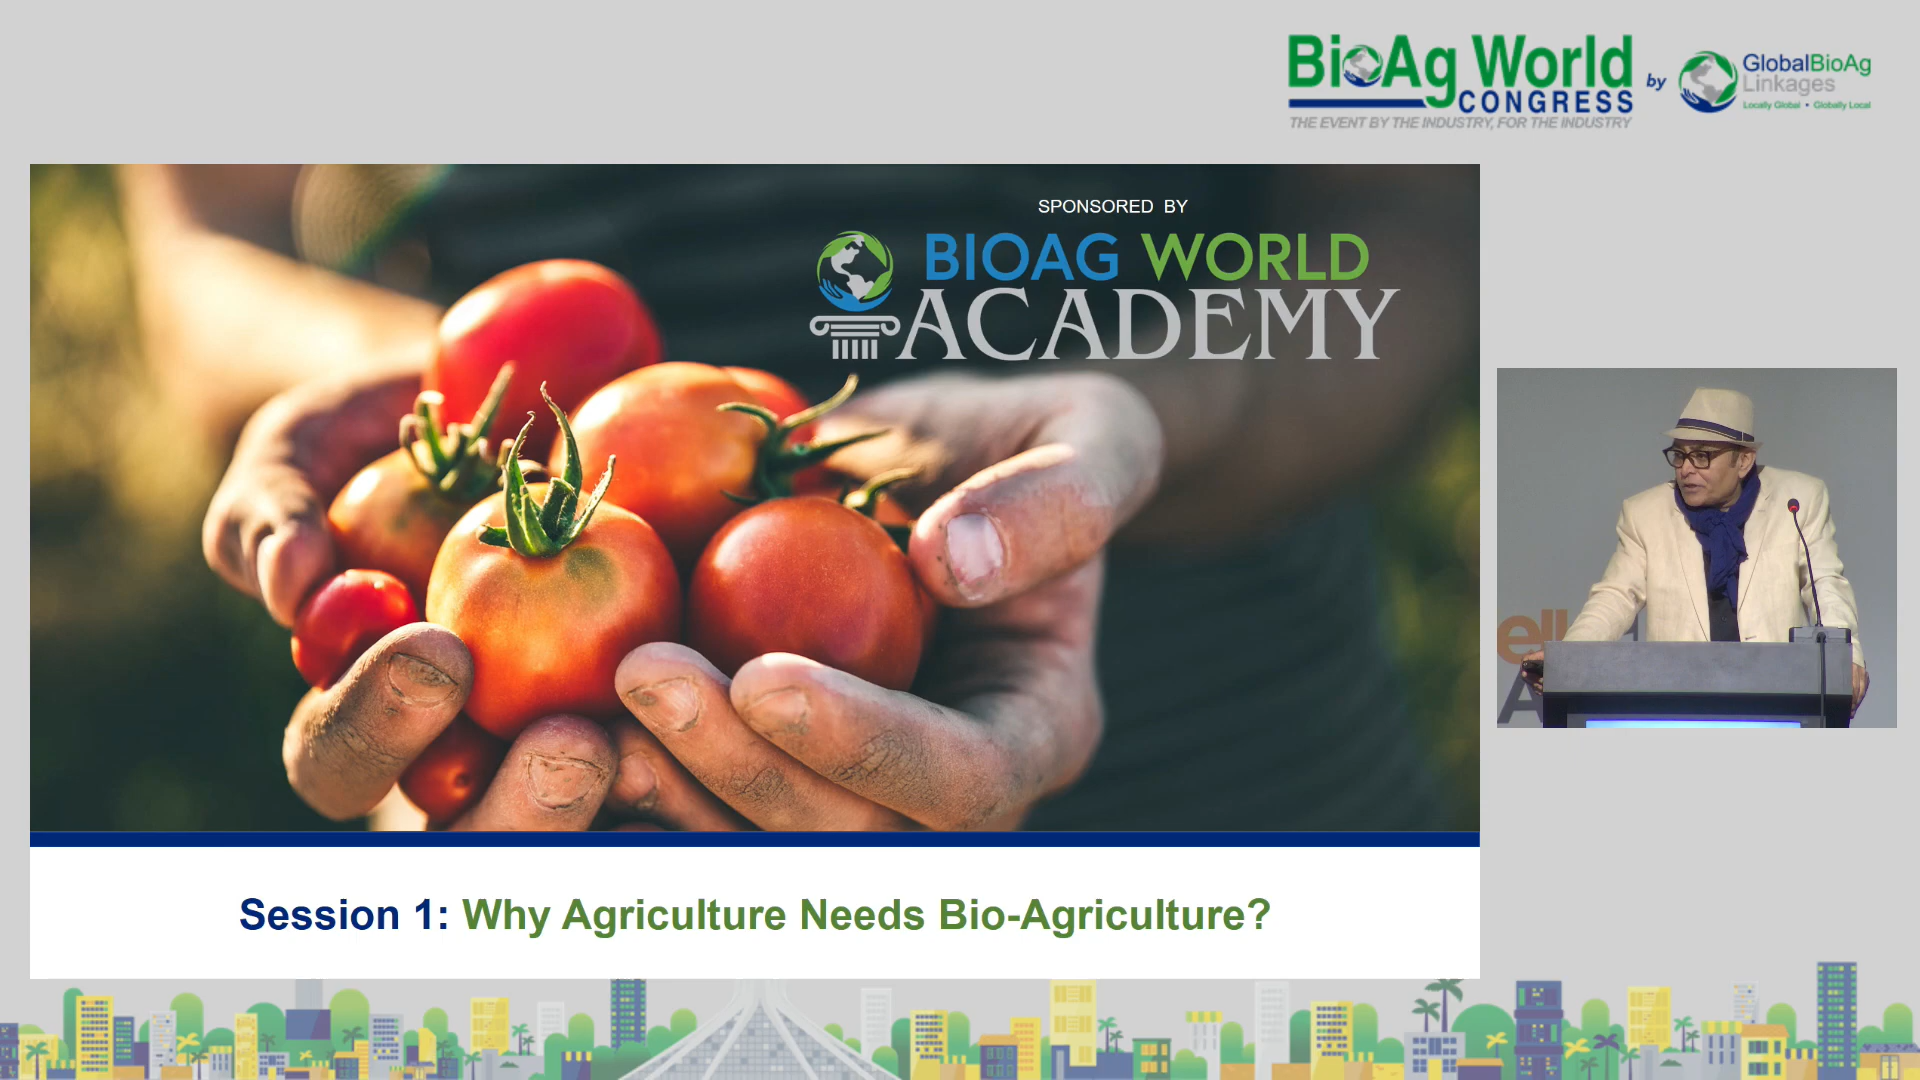 BioAg World
CONGRESS
THE EVENT BY THE INDUSTRY, FOR THE INDUSTRY
by
GlobalBioAg
Linkages
Locally Global • Globally Local
SPONSORED BY
BIOAG WORLD
ACADEMY
ell
A
Session 1: Why Agriculture Needs Bio-Agriculture?